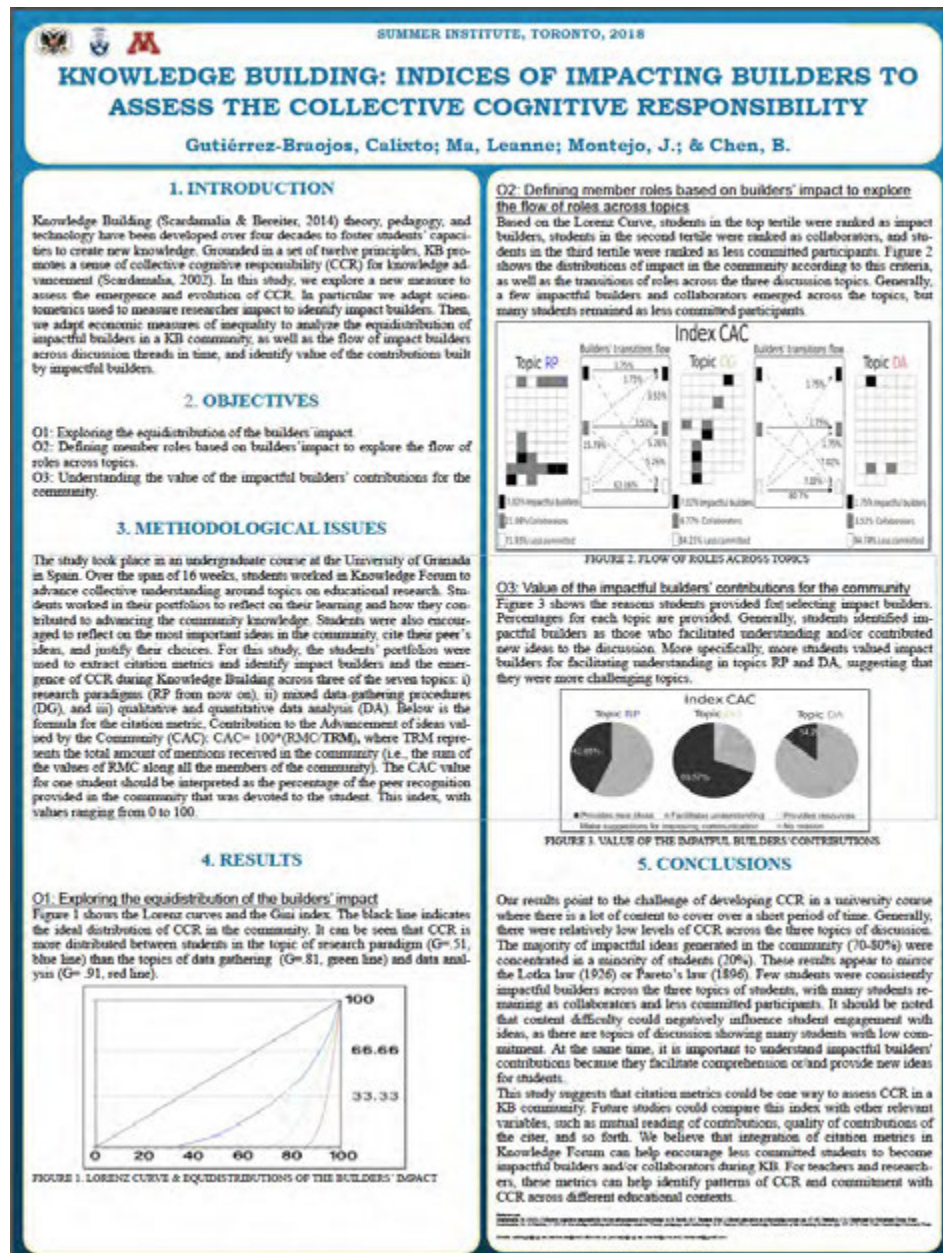 SUMMER INSTITUTE, TORONTO, 2018
KNOWLEDGE BUILDING: INDICES OF IMPACTING BUILDERS TO
ASSESS THE COLLECTIVE COGNITIVE RESPONSIBILITY
Gutiérrez-Braojos, Calixto; Ma, Leanne; Montejo, J.; & Chen, B.
1. INTRODUCTION
Knowledge Building (Scardamalia & Bereiter, 2014) theory, pedagogy, and
technology have been developed over four decades to foster students' capaci-
ties to create new knowledge. Grounded in a set of twelve principles, KB pro-
motes a sense of collective cognitive responsibility (CCR) for knowledge ad-
vancement (Scardamalia, 2002). In this study, we explore a new measure to
assess the emergence and evolution of CCR. In particular we adapt scien-
tometrics used to measure researcher impact to identify impact builders. Then,
we adapt economic measures of inequality to analyze the equidistribution of
impactful builders in a KB community, as well as the flow of impact builders
across discussion threads in time, and identify value of the contributions built
by impactful builders.
2. OBJECTIVES
O1: Exploring the equidistribution of the builders' impact
O2: Defining member roles based on builders' impact to explore the flow of
roles across topics.
O3: Understanding the value of the impactful builders' contributions for the
community.
3. METHODOLOGICAL ISSUES
The study took place in an undergraduate course at the University of Granada
in Spain. Over the span of 16 weeks, students worked in Knowledge Forum to
advance collective understanding around topics on educational research. Stu-
dents worked in their portfolios to reflect on their learning and how they con-
tributed to advancing the community knowledge. Students were also encour-
aged to reflect on the most important ideas in the community, cite their peer's
ideas, and justify their choices. For this study, the students' portfolios were
used to extract citation metrics and identify impact builders and the emer-
gence of CCR during Knowledge Building across three of the seven topics: i)
research paradigms (RP from now on), ii) mixed data-gathering procedures
(DG), and iii) qualitative and quantitative data analysis (DA). Below is the
formula for the citation metric, Contribution to the Advancement of ideas val-
ued by the Community (CAC): CAC= 100*(RMC/TRM), where TRM repre-
sents the total amount of mentions received in the community (i.e., the sum of
the values of RMC along all the members of the community). The CAC value
for one student should be interpreted as the percentage of the peer recognition
provided in the community that was devoted to the student. This index, with
values ranging from 0 to 100.
4. RESULTS
O1: Exploring the equidistribution of the builders' impact
Figure 1 shows the Lorenz curves and the Gini index. The black line indicates
the ideal distribution of CCR in the community. It can be seen that CCR is
more distributed between students in the topic of research paradigm (G=.51,
blue line) than the topics of data gathering (G=.81, green line) and data anal-
ysis (G= .91, red line).
100
66.66
33.33
0 20 40 60 80 100
FIGURE 1. LORENZ CURVE & EQUIDISTRIBUTIONS OF THE BUILDERS' IMPACT
O2: Defining member roles based on builders' impact to explore
the flow of roles across topics
Based on the Lorenz Curve, students in the top tertile were ranked as impact
builders, students in the second tertile were ranked as collaborators, and stu-
dents in the third tertile were ranked as less committed participants. Figure 2
shows the distributions of impact in the community according to this criteria,
as well as the transitions of roles across the three discussion topics. Generally,
a few impactful builders and collaborators emerged across the topics, but
many students remained as less committed participants.
Index CAC
Topic RP
Builders' transitions flow
Topic DG
Builders' transitions flow
Topic DA
FIGURE 2. FLOW OF ROLES ACROSS TOPICS
O3: Value of the impactful builders' contributions for the community
Figure 3 shows the reasons students provided for selecting impact builders.
Percentages for each topic are provided. Generally, students identified im-
pactful builders as those who facilitated understanding and/or contributed
new ideas to the discussion. More specifically, more students valued impact
builders for facilitating understanding in topics RP and DA, suggesting that
they were more challenging topics.
Index CAC
Topic RP
Topic DA
Provides new ideas Facilitates understanding Provides resources
Make suggestions for improving communication No reason
FIGURE 3. VALUE OF THE IMPATFUL BUILDERS' CONTRIBUTIONS
5. CONCLUSIONS
Our results point to the challenge of developing CCR in a university course
where there is a lot of content to cover over a short period of time. Generally,
there were relatively low levels of CCR across the three topics of discussion.
The majority of impactful ideas generated in the community (70-80%) were
concentrated in a minority of students (20%). These results appear to mirror
the Lotka law (1926) or Pareto's law (1896). Few students were consistently
impactful builders across the three topics of students, with many students re-
maining as collaborators and less committed participants. It should be noted
that content difficulty could negatively influence student engagement with
ideas, as there are topics of discussion showing many students with low com-
mitment. At the same time, it is important to understand impactful builders'
contributions because they facilitate comprehension or/and provide new ideas
for students.
This study suggests that citation metrics could be one way to assess CCR in a
KB community. Future studies could compare this index with other relevant
variables, such as mutual reading of contributions, quality of contributions of
the citer, and so forth. We believe that integration of citation metrics in
Knowledge Forum can help encourage less committed students to become
impactful builders and/or collaborators during KB. For teachers and research-
ers, these metrics can help identify patterns of CCR and commitment with
CCR across different educational contexts.